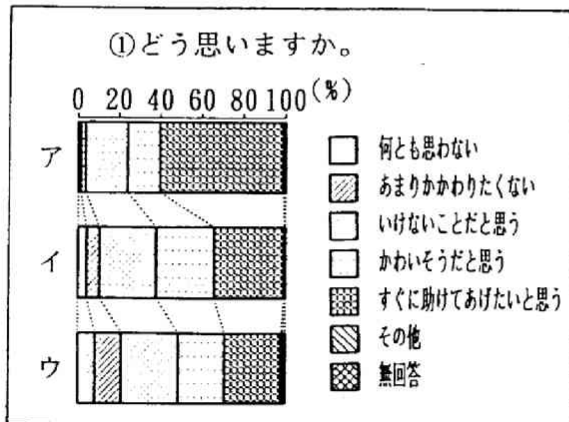 ①どう思いますか。
0 20 40 60 80 100(%)
ア
イ
ウ
何とも思わない
あまりかかわりたくない
いけないことだと思う
かわいそうだと思う
すぐに助けてあげたいと思う
その他
無回答